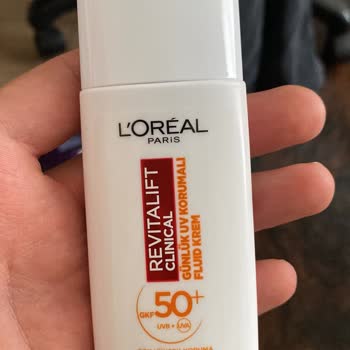 L'ORÉAL
PARIS
REVITALIFT
CLINICAL
GÜNLÜK UV KORUMALI
FLUID KREM
GKF 50+
UVB + UVA